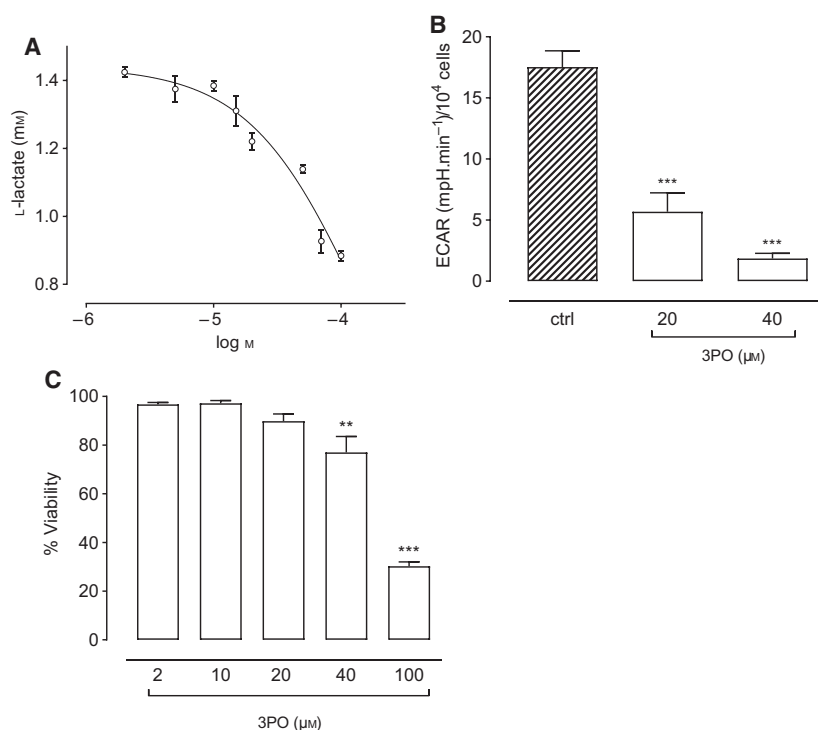 A
L-lactate (mM)
1.4
1.2
1.0
0.8
−6
−5
−4
log M
B
ECAR (mpH.min⁻¹)/10⁴ cells
20
15
10
5
0
***
***
ctrl
20
40
3PO (µM)
C
% Viability
100
80
60
40
20
0
**
***
2
10
20
40
100
3PO (µM)